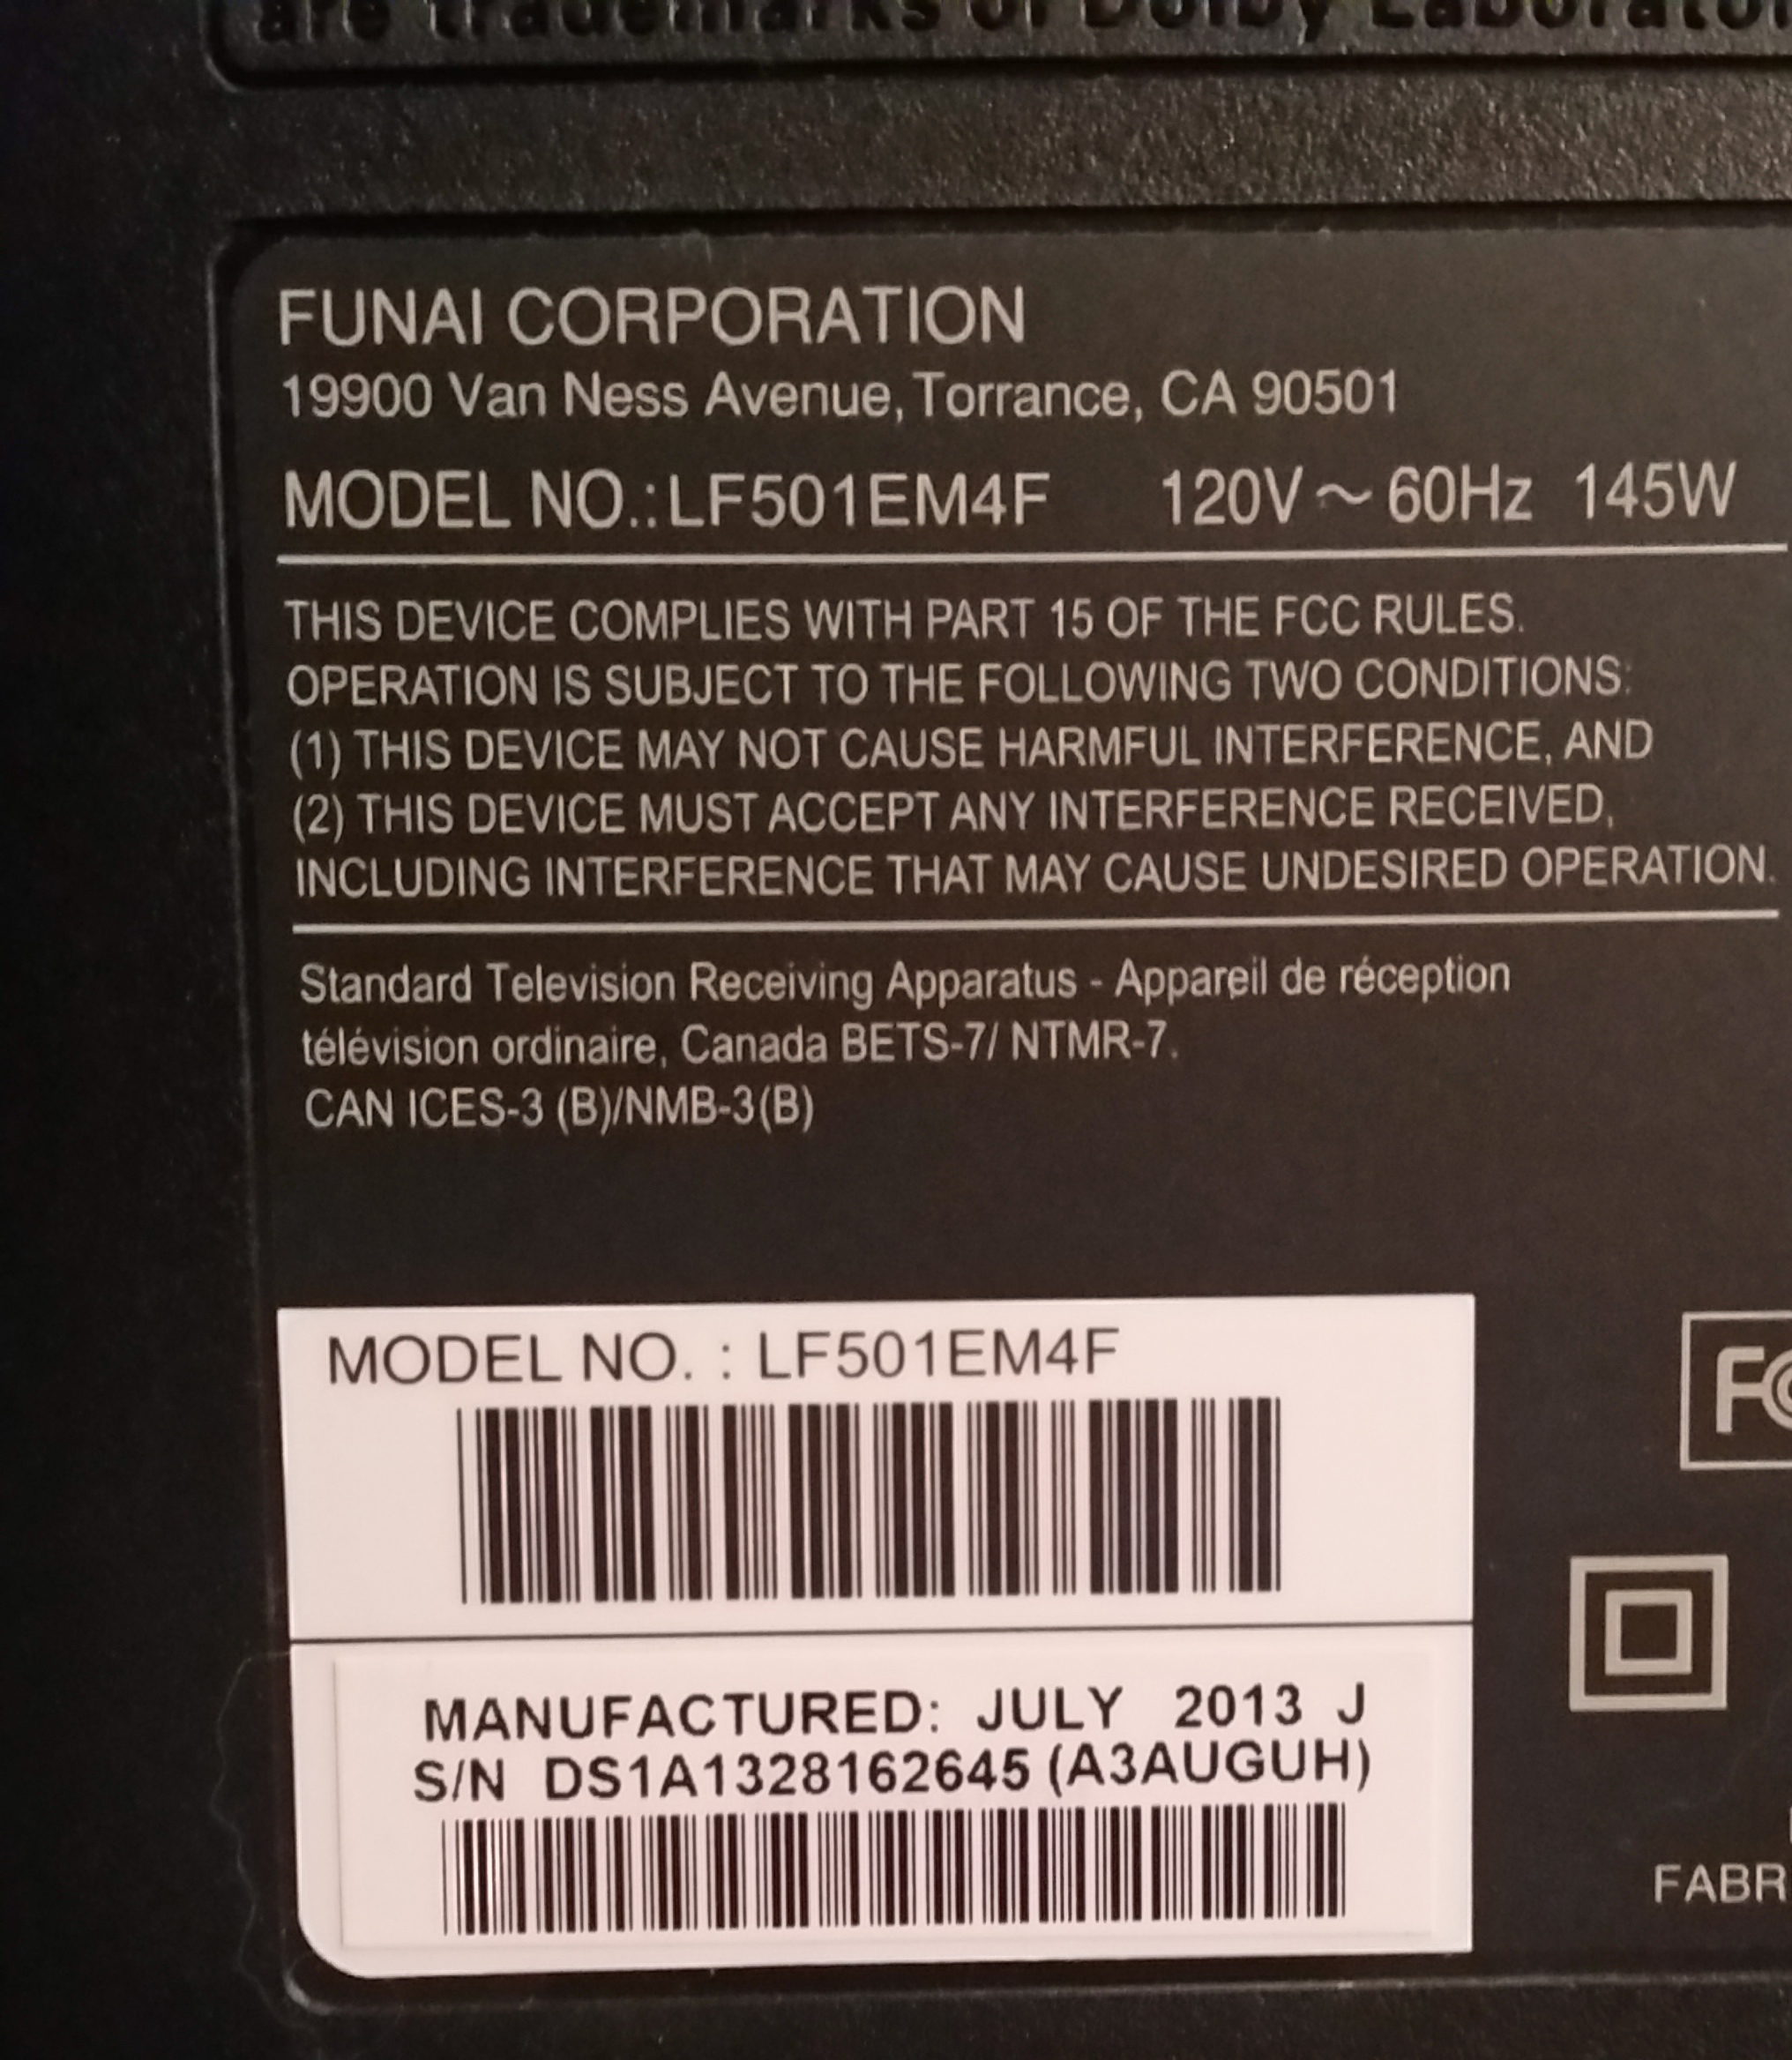 are trademarks of Dolby
FUNAI CORPORATION
19900 Van Ness Avenue, Torrance, CA 90501
MODEL NO.:LF501EM4F 120V~60Hz 145W
THIS DEVICE COMPLIES WITH PART 15 OF THE FCC RULES.
OPERATION IS SUBJECT TO THE FOLLOWING TWO CONDITIONS:
(1) THIS DEVICE MAY NOT CAUSE HARMFUL INTERFERENCE, AND
(2) THIS DEVICE MUST ACCEPT ANY INTERFERENCE RECEIVED,
INCLUDING INTERFERENCE THAT MAY CAUSE UNDESIRED OPERATION.
Standard Television Receiving Apparatus - Appareil de réception
télévision ordinaire, Canada BETS-7/ NTMR-7.
CAN ICES-3 (B)/NMB-3(B)
MODEL NO. : LF501EM4F
MANUFACTURED: JULY 2013 J
S/N DS1A1328162645 (A3AUGUH)